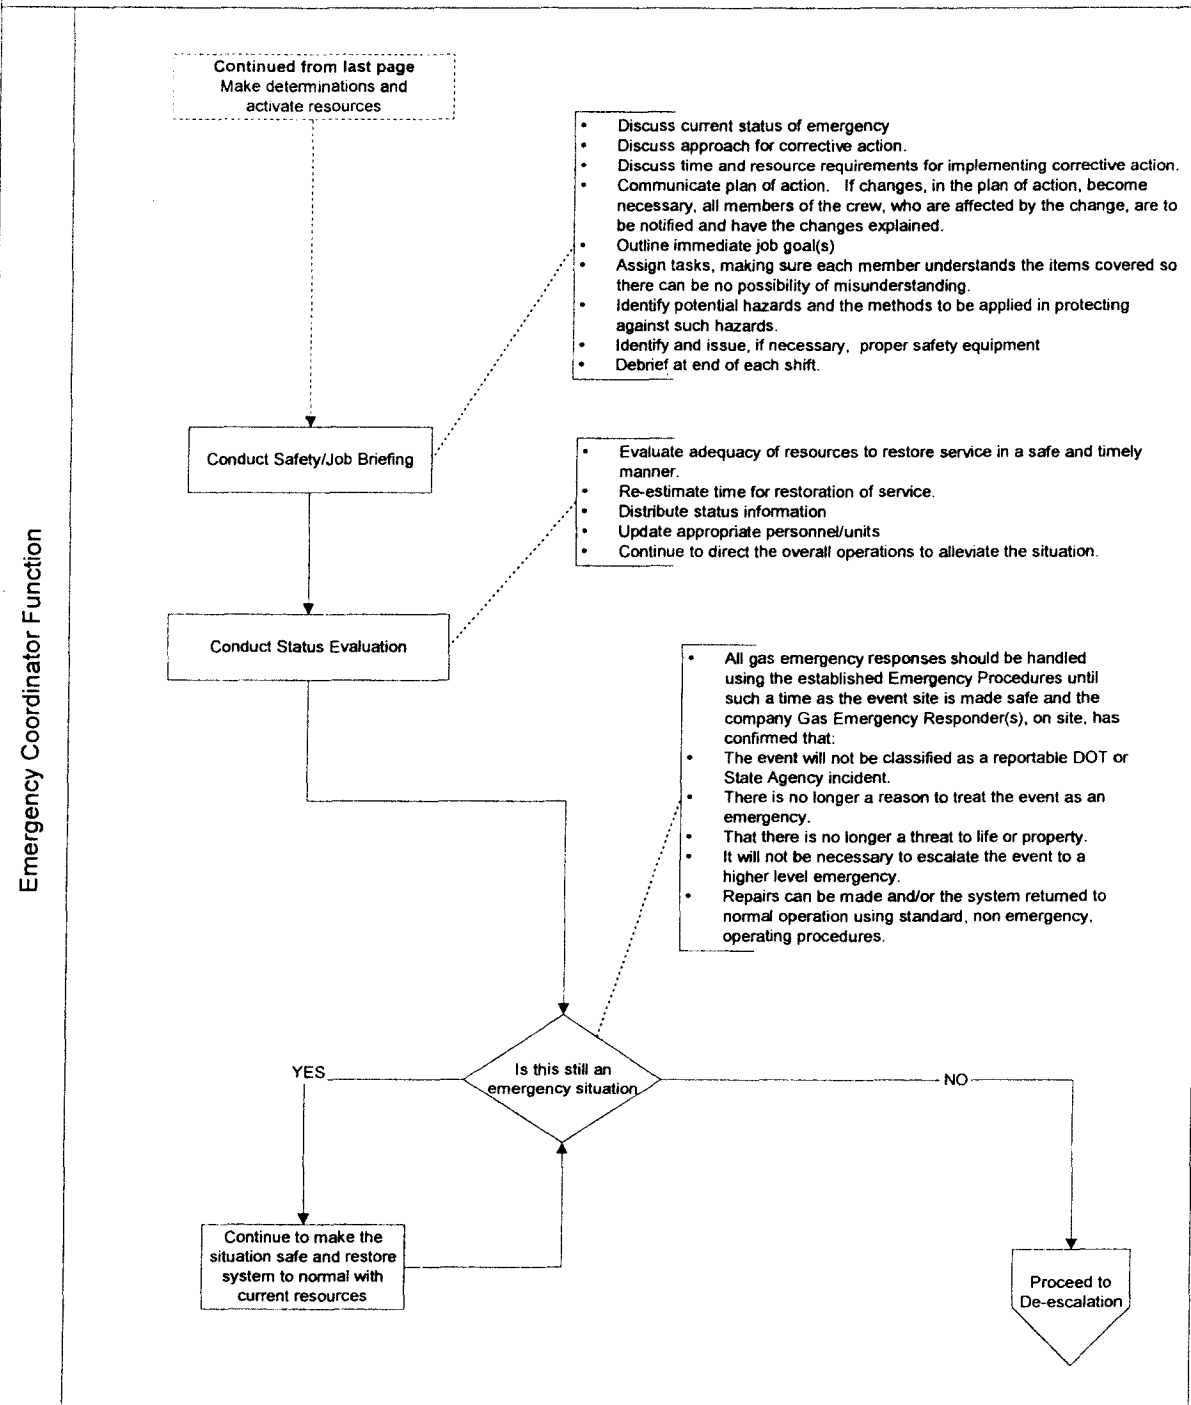 Emergency Coordinator Function
Continued from last page
Make determinations and
activate resources
• Discuss current status of emergency
• Discuss approach for corrective action.
• Discuss time and resource requirements for implementing corrective action.
• Communicate plan of action. If changes, in the plan of action, become
necessary, all members of the crew, who are affected by the change, are to
be notified and have the changes explained.
• Outline immediate job goal(s)
• Assign tasks, making sure each member understands the items covered so
there can be no possibility of misunderstanding.
• Identify potential hazards and the methods to be applied in protecting
against such hazards.
• Identify and issue, if necessary, proper safety equipment
• Debrief at end of each shift.
Conduct Safety/Job Briefing
• Evaluate adequacy of resources to restore service in a safe and timely
manner.
• Re-estimate time for restoration of service.
• Distribute status information
• Update appropriate personnel/units
• Continue to direct the overall operations to alleviate the situation.
Conduct Status Evaluation
• All gas emergency responses should be handled
using the established Emergency Procedures until
such a time as the event site is made safe and the
company Gas Emergency Responder(s), on site, has
confirmed that:
• The event will not be classified as a reportable DOT or
State Agency incident.
• There is no longer a reason to treat the event as an
emergency.
• That there is no longer a threat to life or property.
• It will not be necessary to escalate the event to a
higher level emergency.
• Repairs can be made and/or the system returned to
normal operation using standard, non emergency,
operating procedures.
Is this still an
emergency situation
YES
NO
Continue to make the
situation safe and restore
system to normal with
current resources
Proceed to
De-escalation